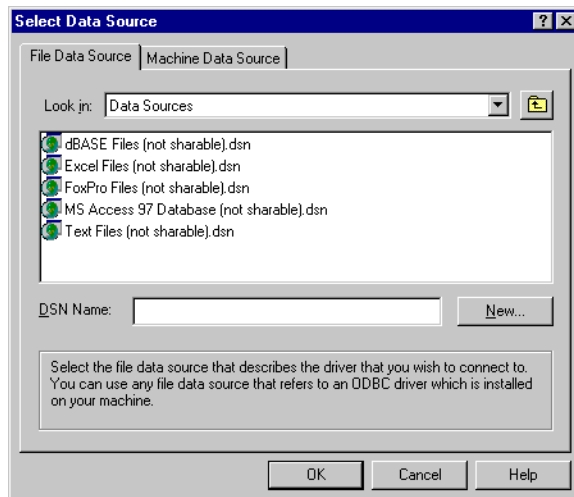 Select Data Source
File Data Source Machine Data Source
Look in: Data Sources
dBASE Files (not sharable).dsn
Excel Files (not sharable).dsn
FoxPro Files (not sharable).dsn
MS Access 97 Database (not sharable).dsn
Text Files (not sharable).dsn
DSN Name: New...
Select the file data source that describes the driver that you wish to connect to.
You can use any file data source that refers to an ODBC driver which is installed
on your machine.
OK Cancel Help